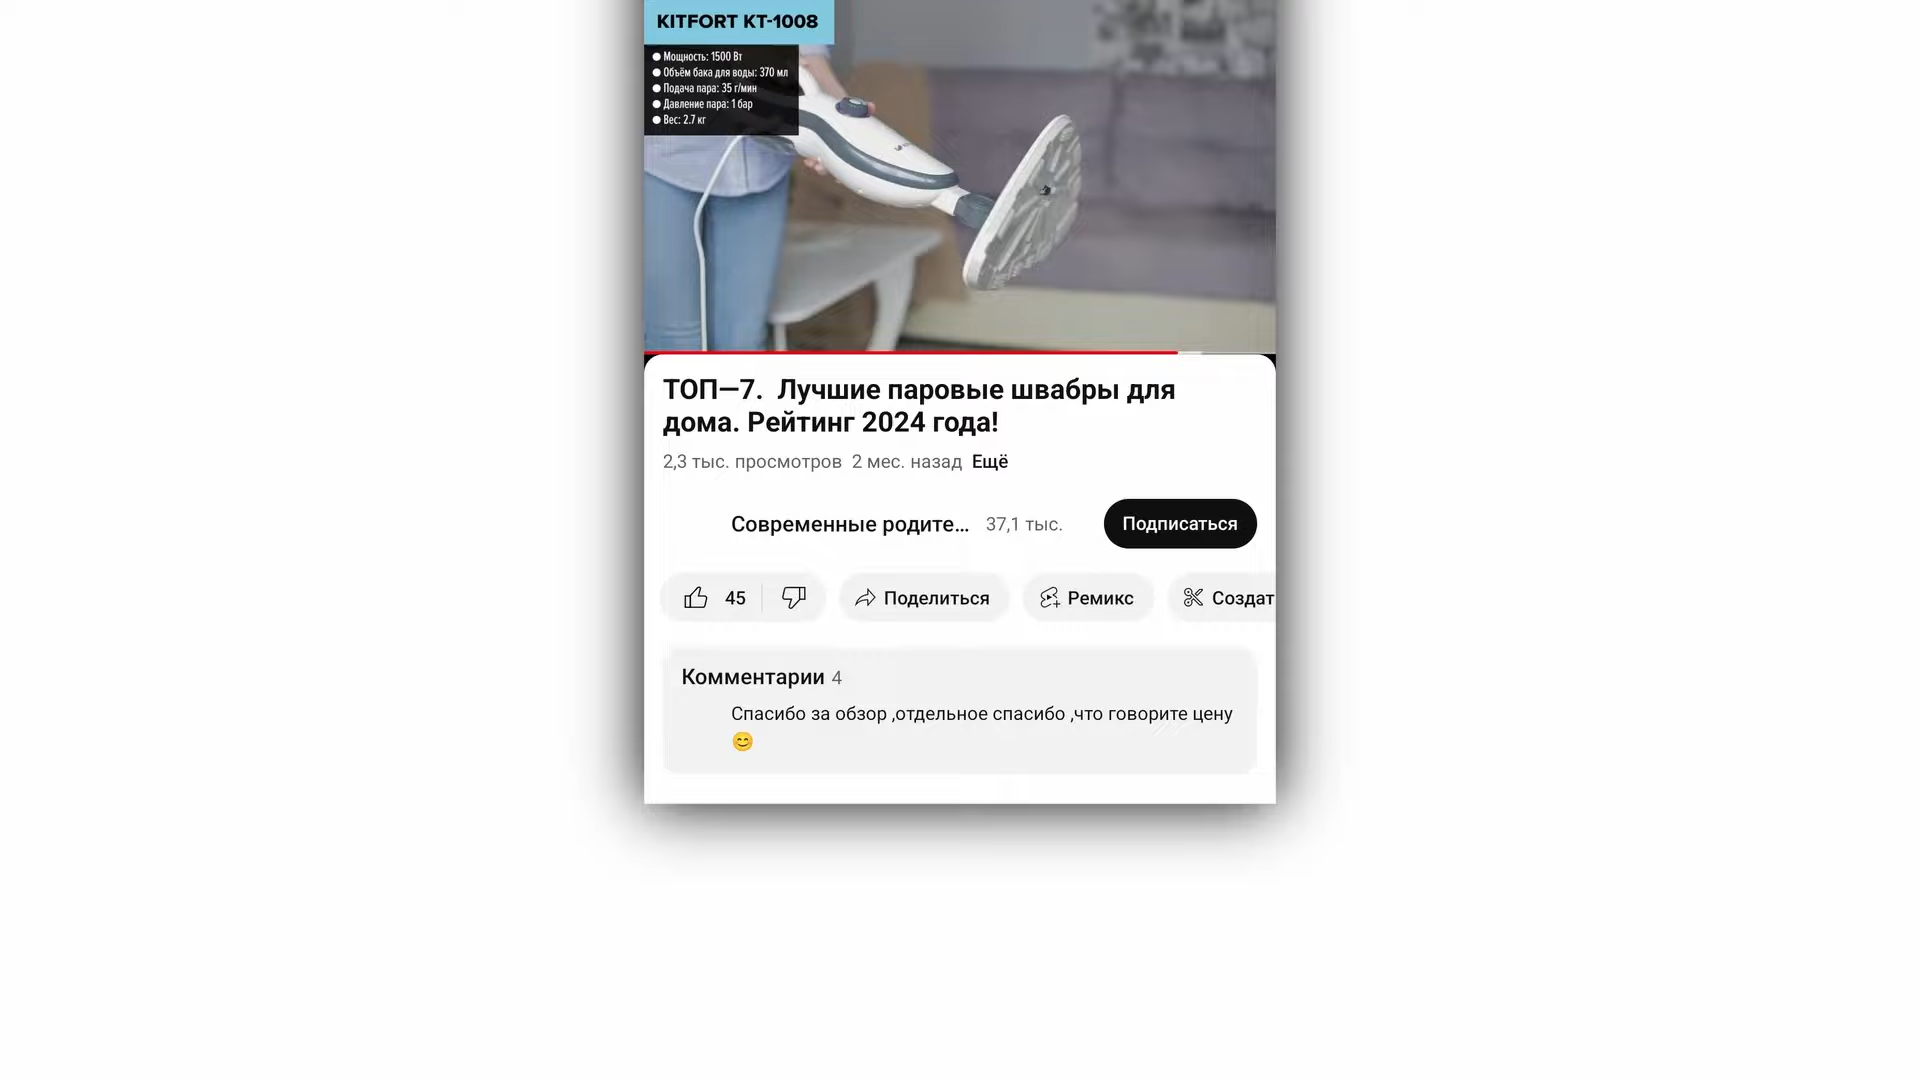 KITFORT KT-1008
● Мощность: 1500 Вт
● Объём бака для воды: 370 мл
● Подача пара: 35 г/мин
● Давление пара: 1 бар
● Вес: 2.7 кг
ТОП—7.  Лучшие паровые швабры для
дома. Рейтинг 2024 года!
2,3 тыс. просмотров 2 мес. назад Ещё
Современные родите... 37,1 тыс. Подписаться
45 Поделиться Ремикс Создат
Комментарии 4
Спасибо за обзор ,отдельное спасибо ,что говорите цену
😊